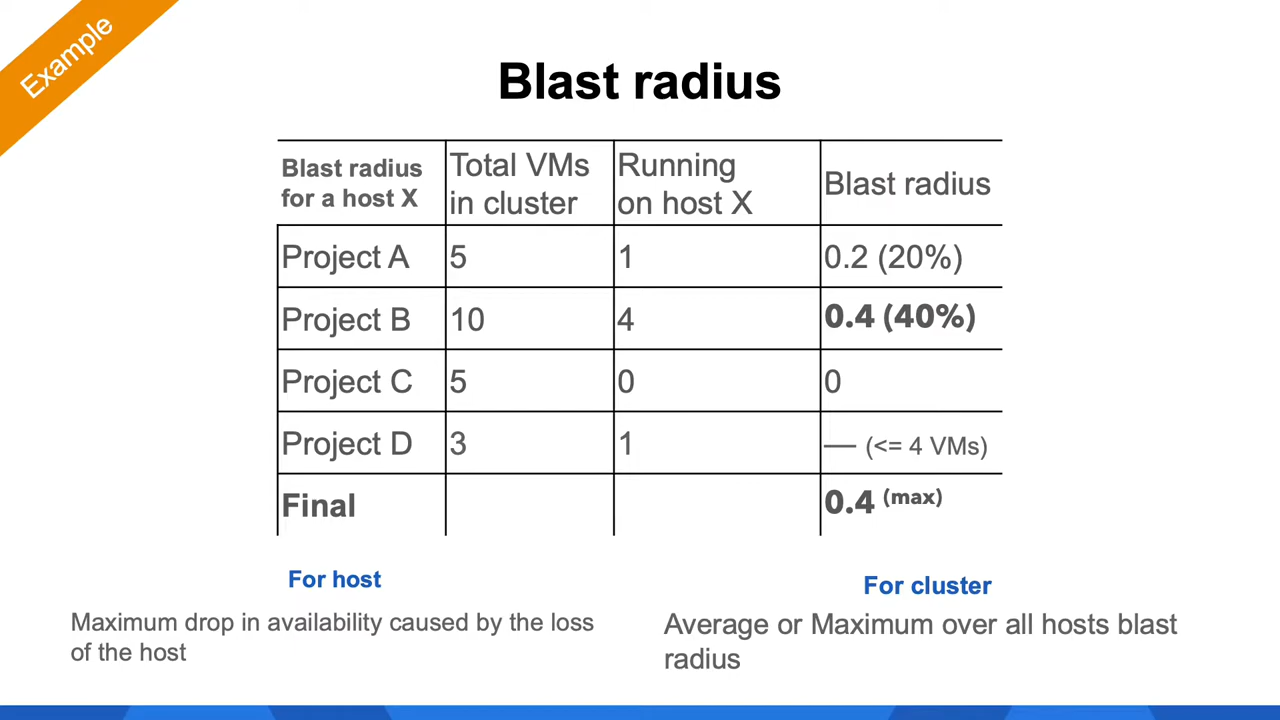 Example
Blast radius
Blast radius
for a host X
Total VMs
in cluster
Running
on host X
Blast radius
Project A
5
1
0.2 (20%)
Project B
10
4
0.4 (40%)
Project C
5
0
0
Project D
3
1
— (<= 4 VMs)
Final
0.4 (max)
For host
Maximum drop in availability caused by the loss
of the host
For cluster
Average or Maximum over all hosts blast
radius